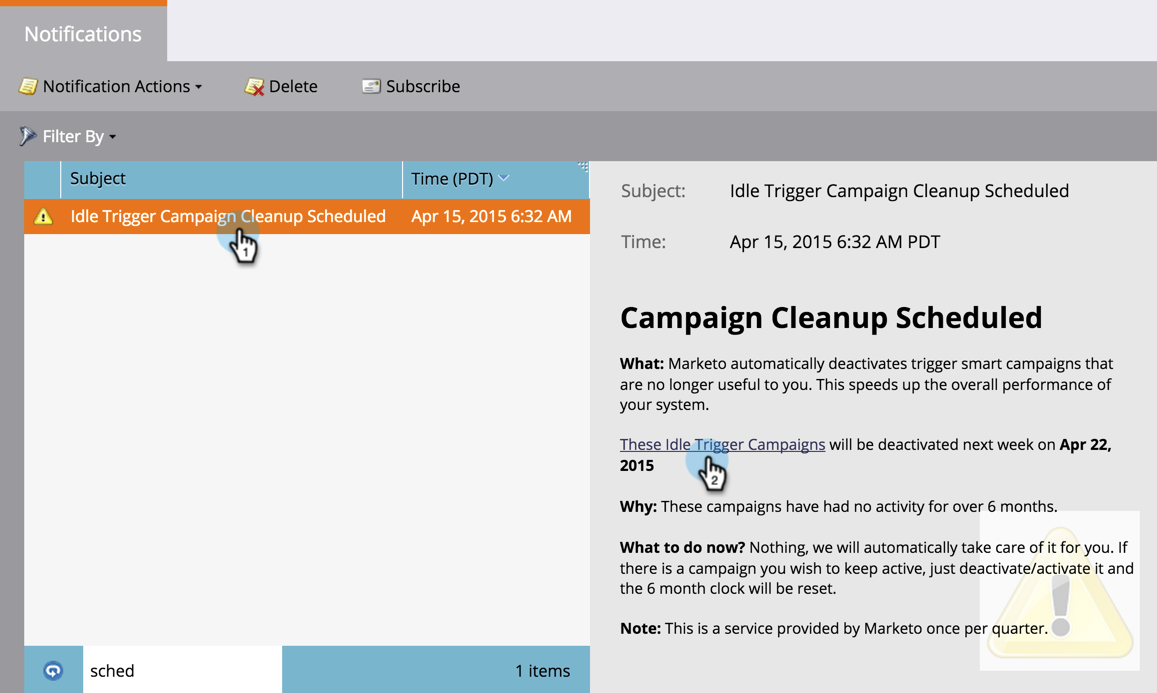 Notifications
Notification Actions
Delete
Subscribe
Filter By
Subject
Time (PDT)
Idle Trigger Campaign Cleanup Scheduled
Apr 15, 2015 6:32 AM
1
sched
1 items
Subject: Idle Trigger Campaign Cleanup Scheduled
Time: Apr 15, 2015 6:32 AM PDT
Campaign Cleanup Scheduled
What: Marketo automatically deactivates trigger smart campaigns that
are no longer useful to you. This speeds up the overall performance of
your system.
These Idle Trigger Campaigns will be deactivated next week on Apr 22,
2015
2
Why: These campaigns have had no activity for over 6 months.
What to do now? Nothing, we will automatically take care of it for you. If
there is a campaign you wish to keep active, just deactivate/activate it and
the 6 month clock will be reset.
Note: This is a service provided by Marketo once per quarter.